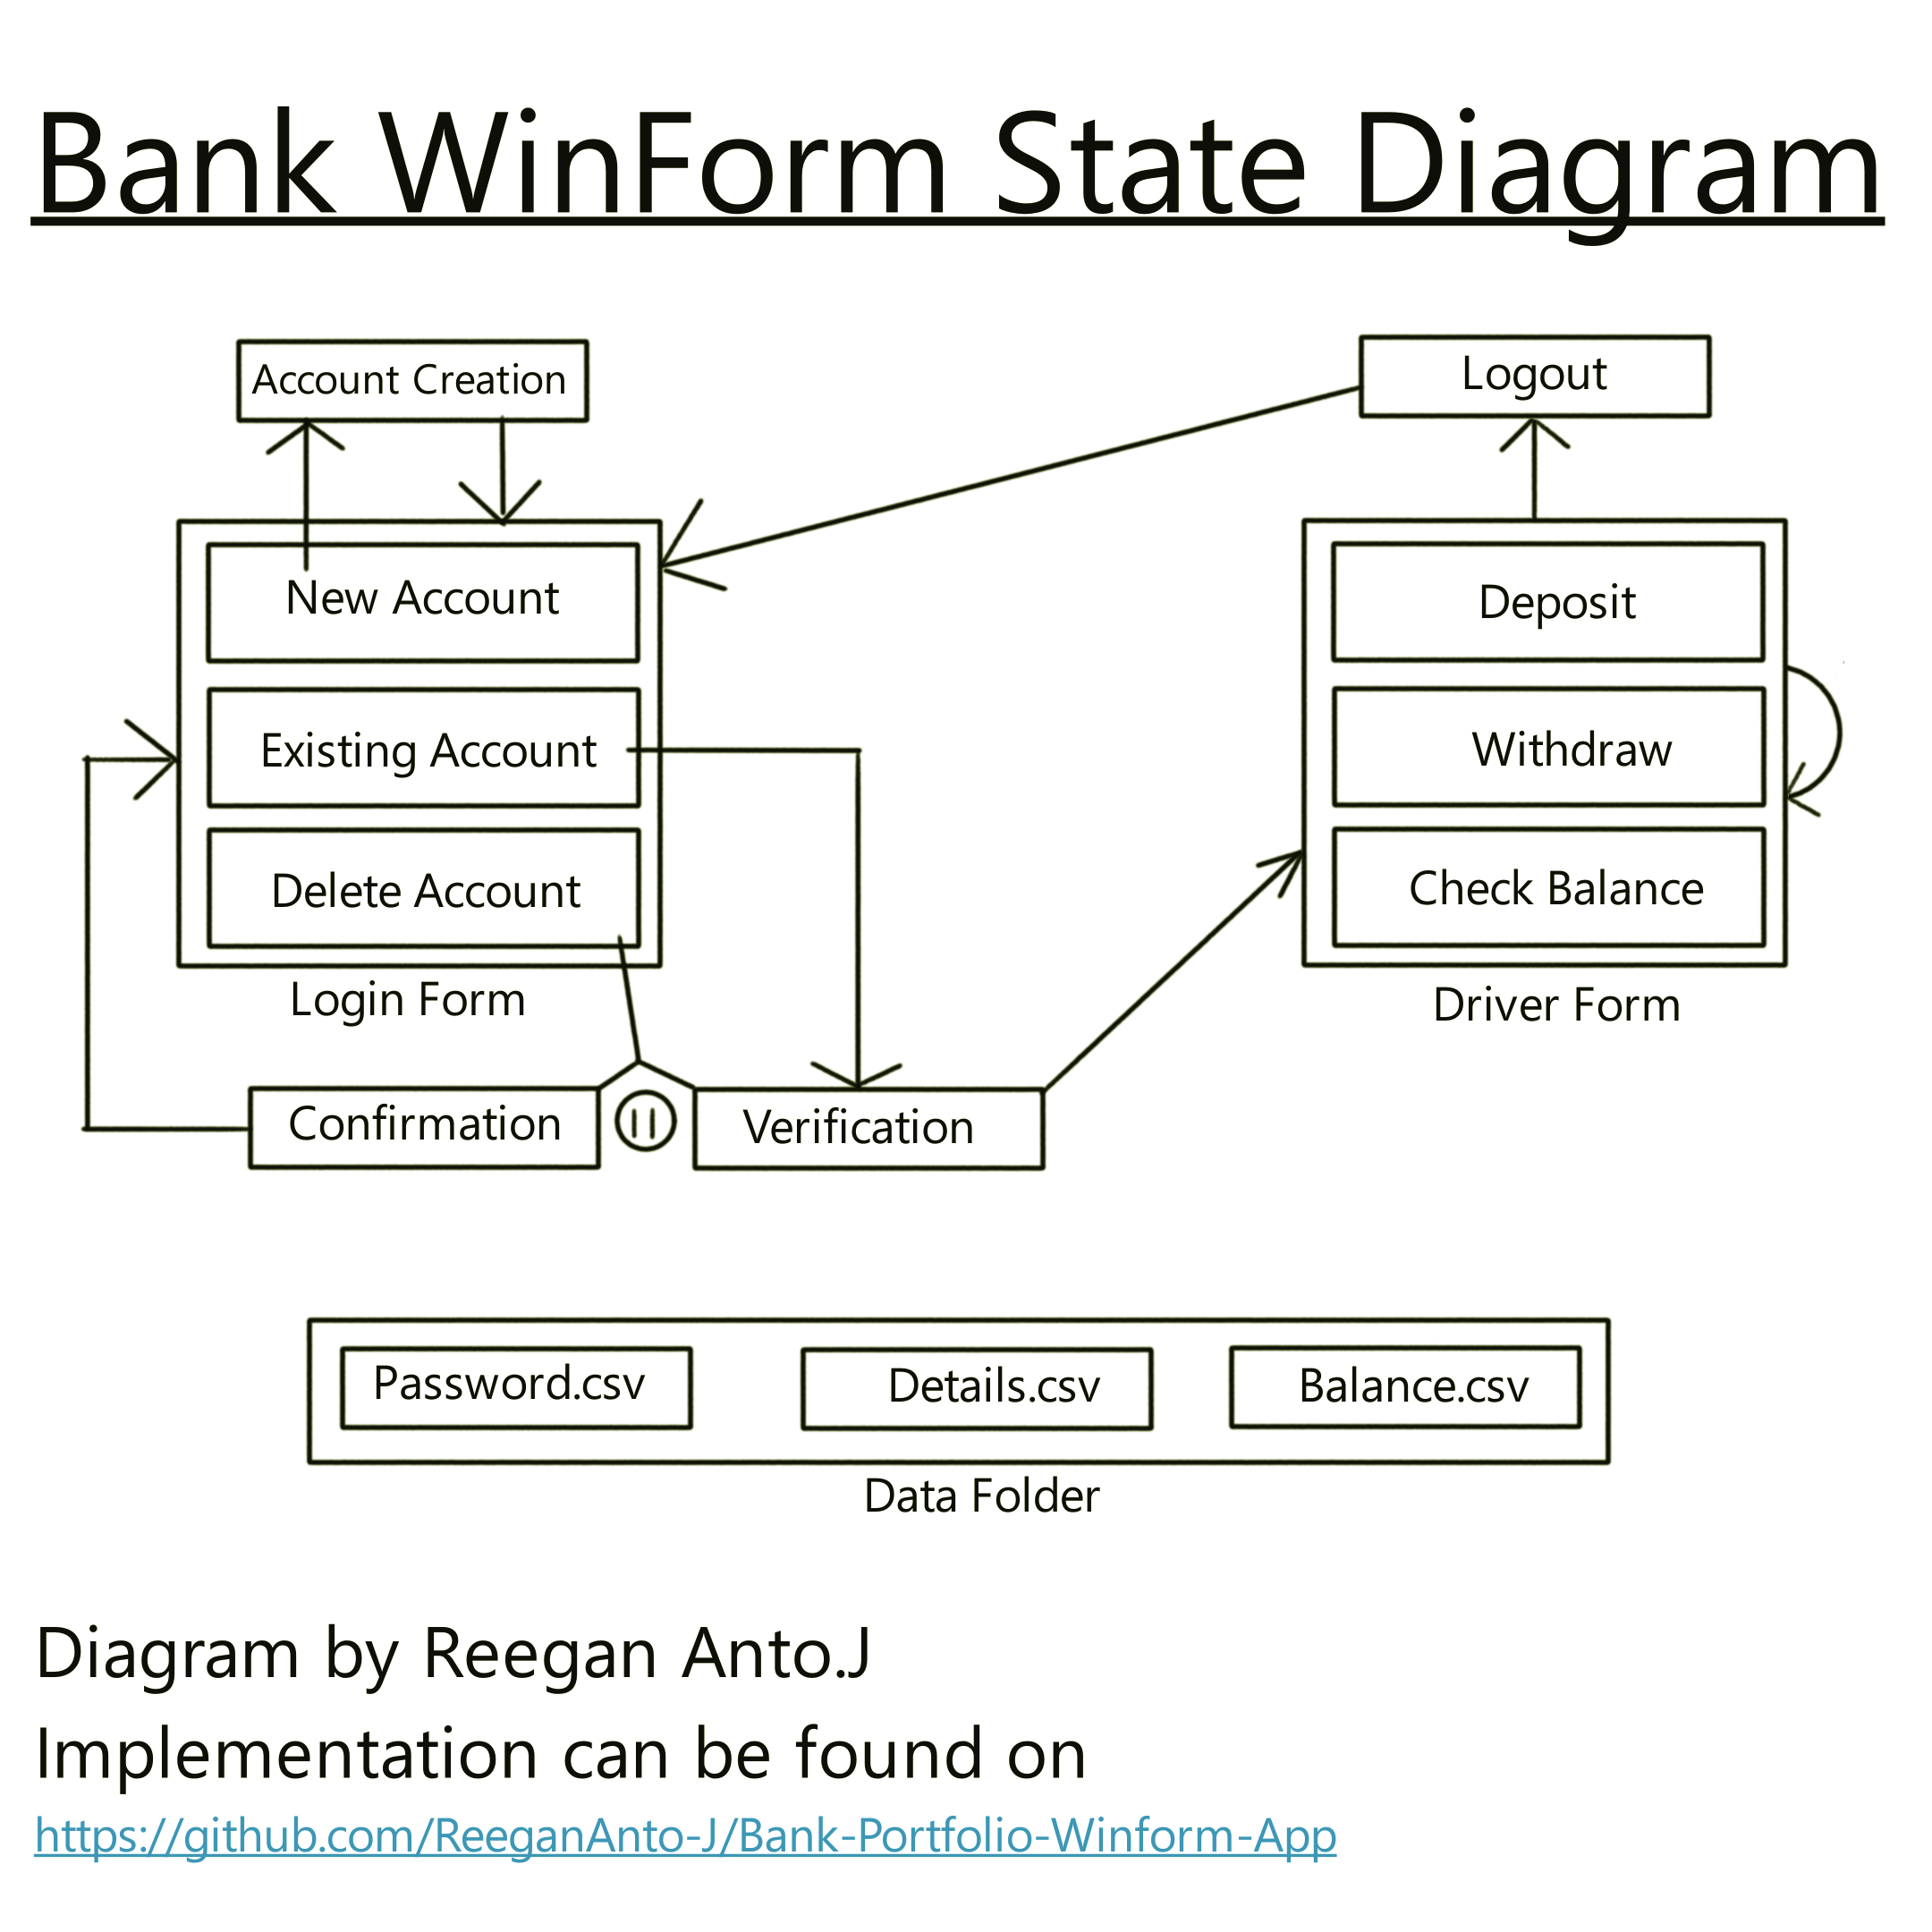 Bank WinForm State Diagram
Account Creation
Logout
New Account
Existing Account
Delete Account
Login Form
Deposit
Withdraw
Check Balance
Driver Form
Confirmation
Verification
Password.csv
Details.csv
Balance.csv
Data Folder
Diagram by Reegan Anto.J
Implementation can be found on
https://github.com/ReeganAnto-J/Bank-Portfolio-Winform-App